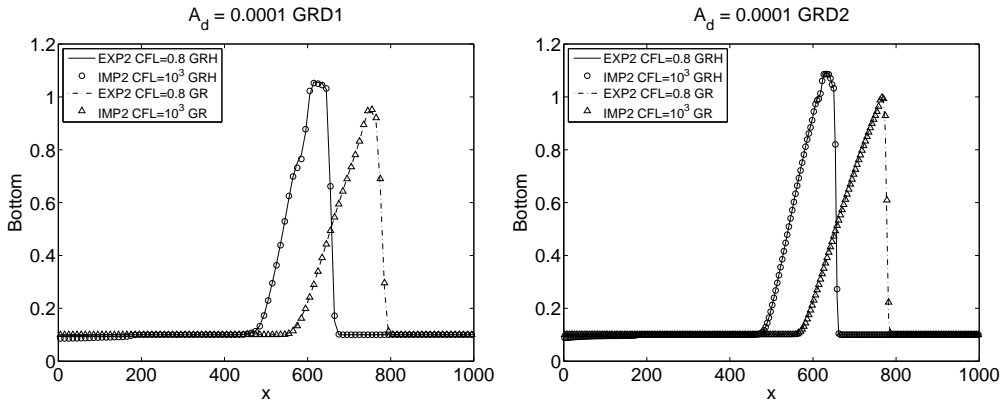 A_d = 0.0001 GRD1
1.2
1
0.8
0.6
0.4
0.2
0
Bottom
EXP2 CFL=0.8 GRH
IMP2 CFL=10^3 GRH
EXP2 CFL=0.8 GR
IMP2 CFL=10^3 GR
0 200 400 600 800 1000
x
A_d = 0.0001 GRD2
1.2
1
0.8
0.6
0.4
0.2
0
Bottom
EXP2 CFL=0.8 GRH
IMP2 CFL=10^3 GRH
EXP2 CFL=0.8 GR
IMP2 CFL=10^3 GR
0 200 400 600 800 1000
x